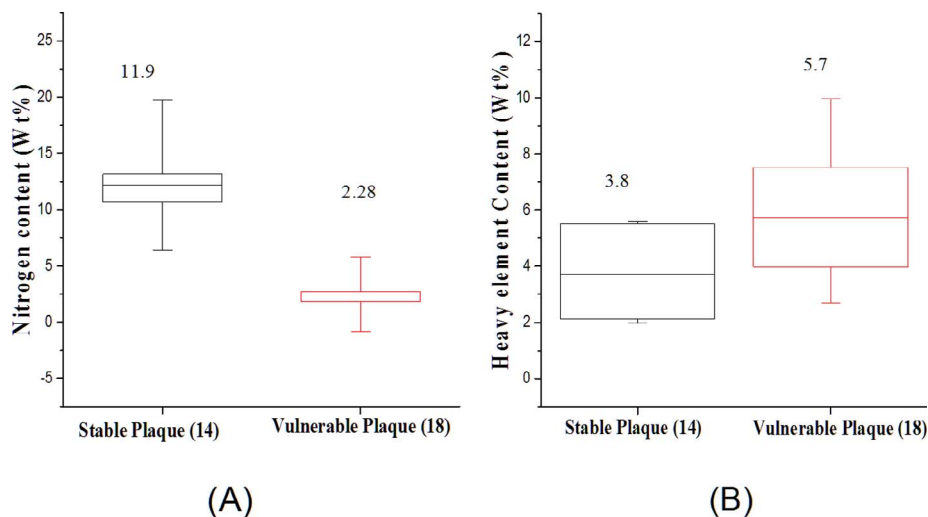 Nitrogen content (Wt%)
25
20
15
10
5
0
-5
11.9
2.28
Stable Plaque (14)
Vulnerable Plaque (18)
(A)
Heavy element Content (Wt%)
12
10
8
6
4
2
0
3.8
5.7
Stable Plaque (14)
Vulnerable Plaque (18)
(B)